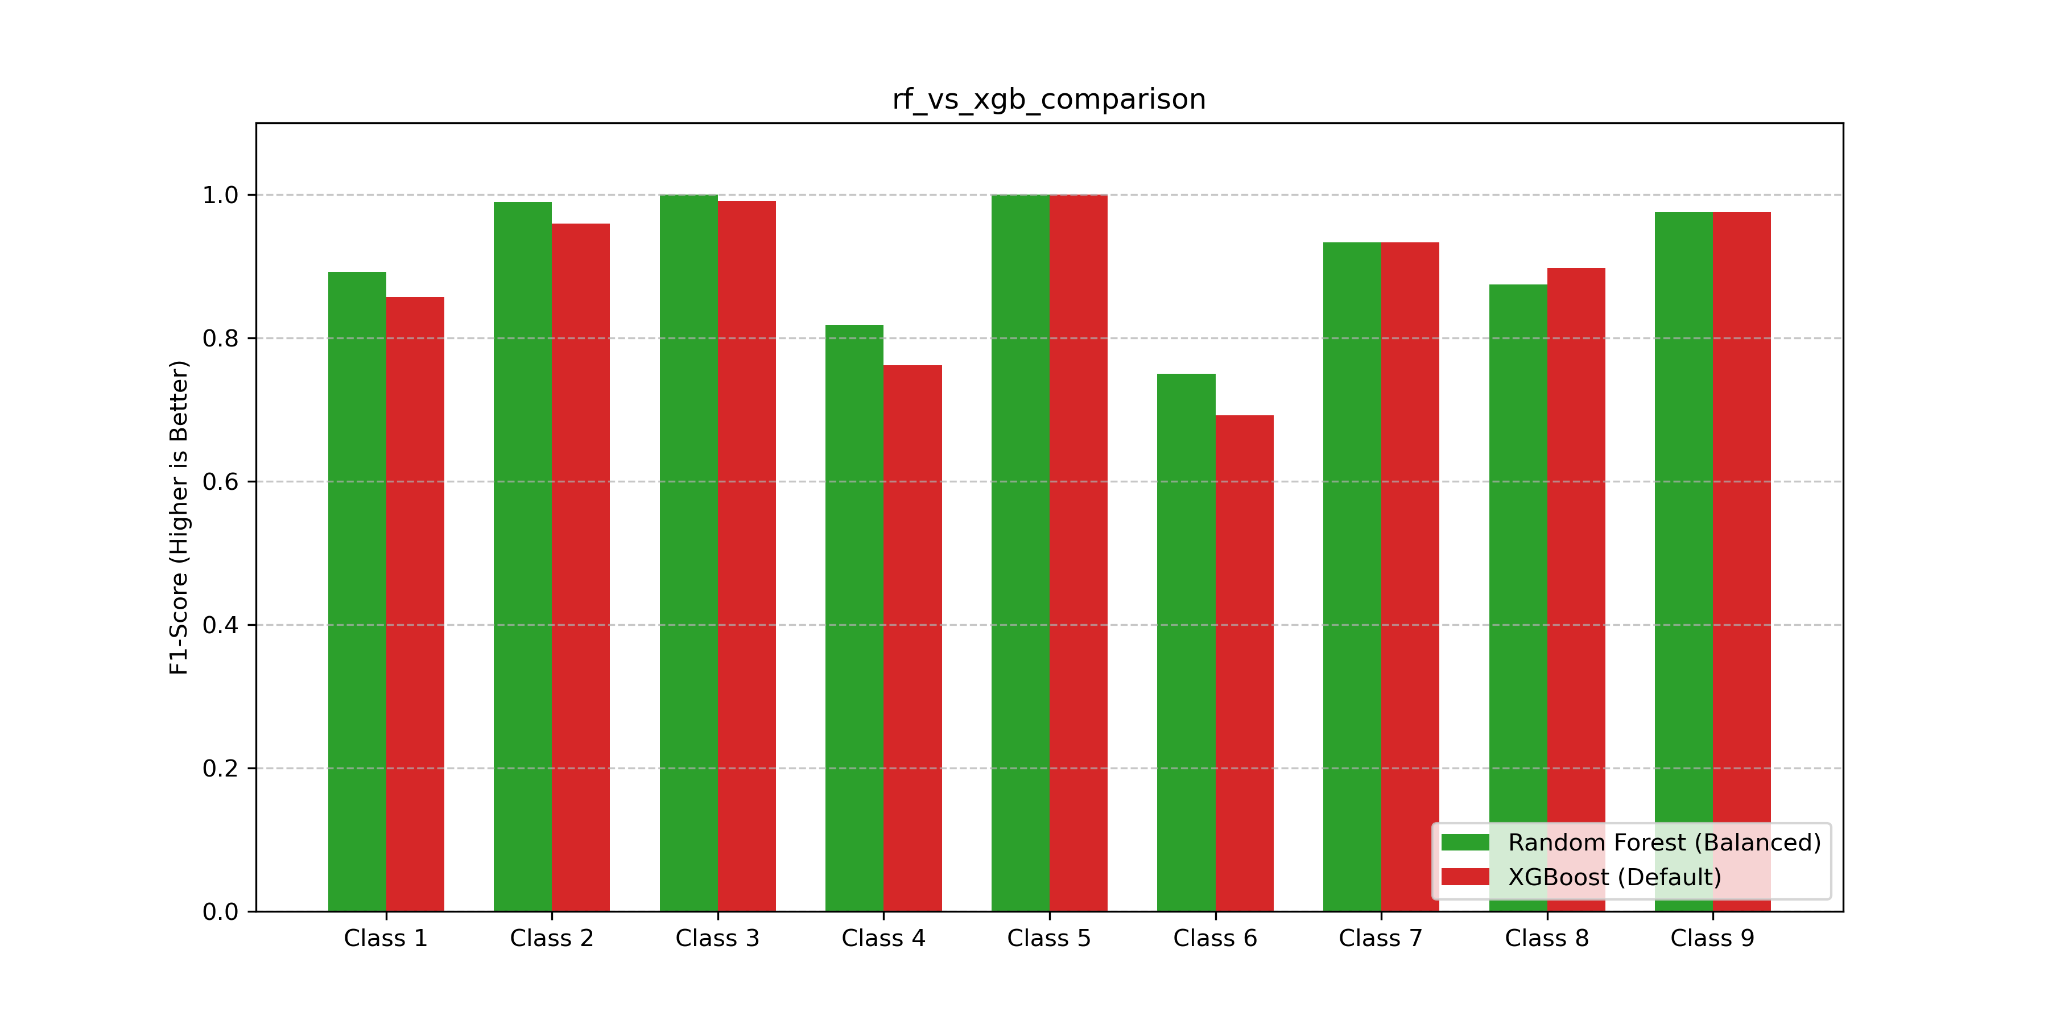 rf_vs_xgb_comparison
F1-Score (Higher is Better)
1.0
0.8
0.6
0.4
0.2
0.0
Class 1 Class 2 Class 3 Class 4 Class 5 Class 6 Class 7 Class 8 Class 9
Random Forest (Balanced)
XGBoost (Default)